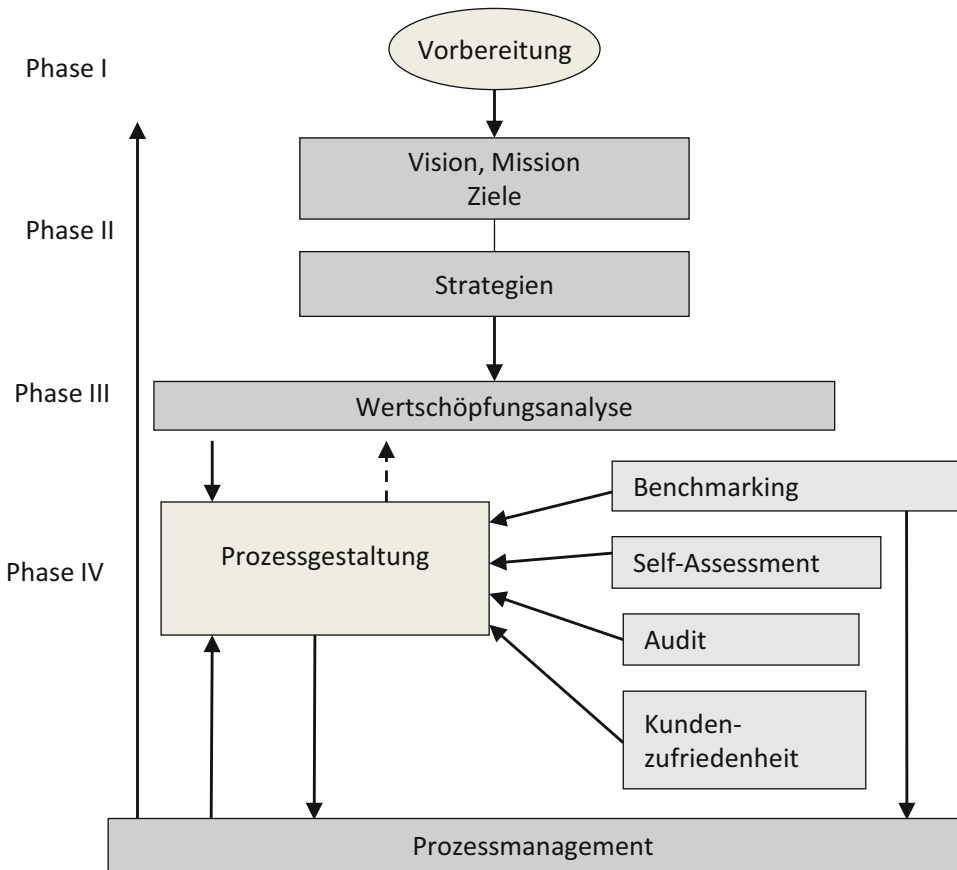 Vorbereitung
Phase I
Vision, Mission
Ziele
Phase II
Strategien
Phase III
Wertschöpfungsanalyse
Benchmarking
Prozessgestaltung
Self-Assessment
Phase IV
Audit
Kunden-
zufriedenheit
Prozessmanagement